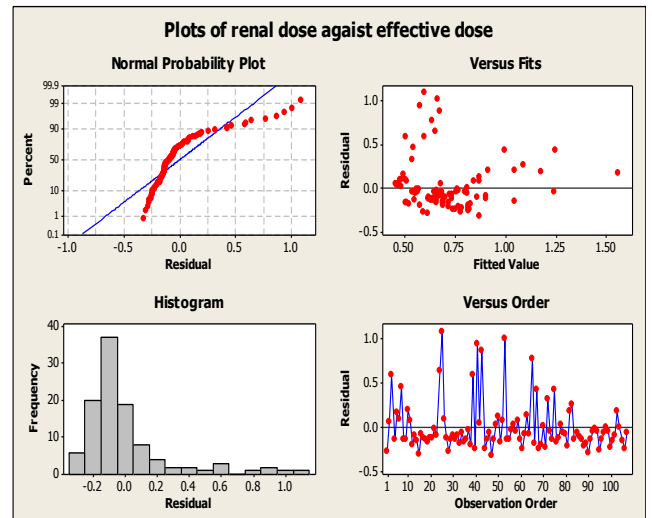 Plots of renal dose agaist effective dose
Normal Probability Plot
99.9
99
90
50
10
1
0.1
Percent
-1.0 -0.5 0.0 0.5 1.0
Residual
Versus Fits
1.0
0.5
0.0
-0.5
Residual
0.50 0.75 1.00 1.25 1.50
Fitted Value
Histogram
40
30
20
10
0
Frequency
-0.2 0.0 0.2 0.4 0.6 0.8 1.0
Residual
Versus Order
1.0
0.5
0.0
-0.5
Residual
1 10 20 30 40 50 60 70 80 90 100
Observation Order